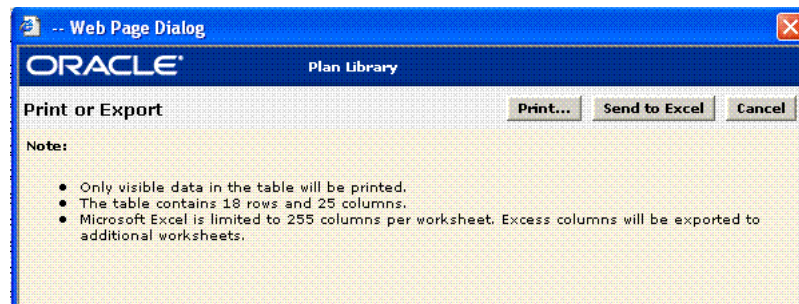 -- Web Page Dialog
ORACLE® Plan Library
Print or Export Print... Send to Excel Cancel
Note:
• Only visible data in the table will be printed.
• The table contains 18 rows and 25 columns.
• Microsoft Excel is limited to 255 columns per worksheet. Excess columns will be exported to
additional worksheets.